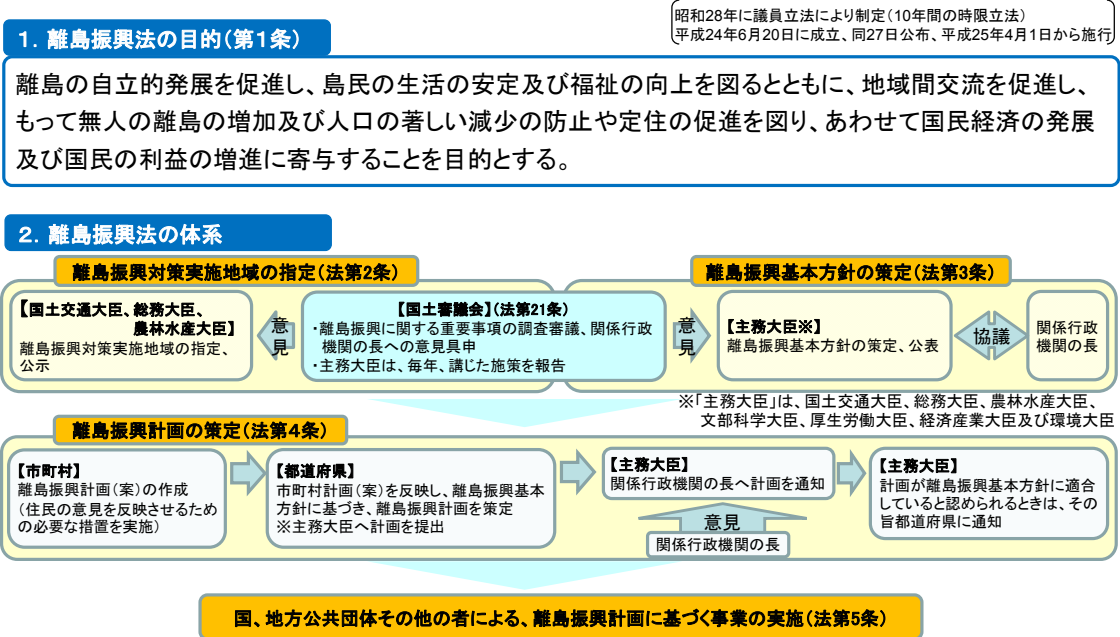 昭和28年に議員立法により制定(10年間の時限立法)
平成24年6月20日に成立、同27日公布、平成25年4月1日から施行
1．離島振興法の目的(第1条)
離島の自立的発展を促進し、島民の生活の安定及び福祉の向上を図るとともに、地域間交流を促進し、
もって無人の離島の増加及び人口の著しい減少の防止や定住の促進を図り、あわせて国民経済の発展
及び国民の利益の増進に寄与することを目的とする。
2．離島振興法の体系
離島振興対策実施地域の指定(法第2条)
【国土交通大臣、総務大臣、
農林水産大臣】
離島振興対策実施地域の指定、
公示
意
見
【国土審議会】(法第21条)
・離島振興に関する重要事項の調査審議、関係行政
機関の長への意見具申
・主務大臣は、毎年、講じた施策を報告
離島振興基本方針の策定(法第3条)
意
見
【主務大臣※】
離島振興基本方針の策定、公表
協議
関係行政
機関の長
※「主務大臣」は、国土交通大臣、総務大臣、農林水産大臣、
文部科学大臣、厚生労働大臣、経済産業大臣及び環境大臣
離島振興計画の策定(法第4条)
【市町村】
離島振興計画(案)の作成
(住民の意見を反映させるため
の必要な措置を実施)
【都道府県】
市町村計画(案)を反映し、離島振興基本
方針に基づき、離島振興計画を策定
※主務大臣へ計画を提出
【主務大臣】
関係行政機関の長へ計画を通知
意見
関係行政機関の長
【主務大臣】
計画が離島振興基本方針に適合
していると認められるときは、その
旨都道府県に通知
国、地方公共団体その他の者による、離島振興計画に基づく事業の実施(法第5条)